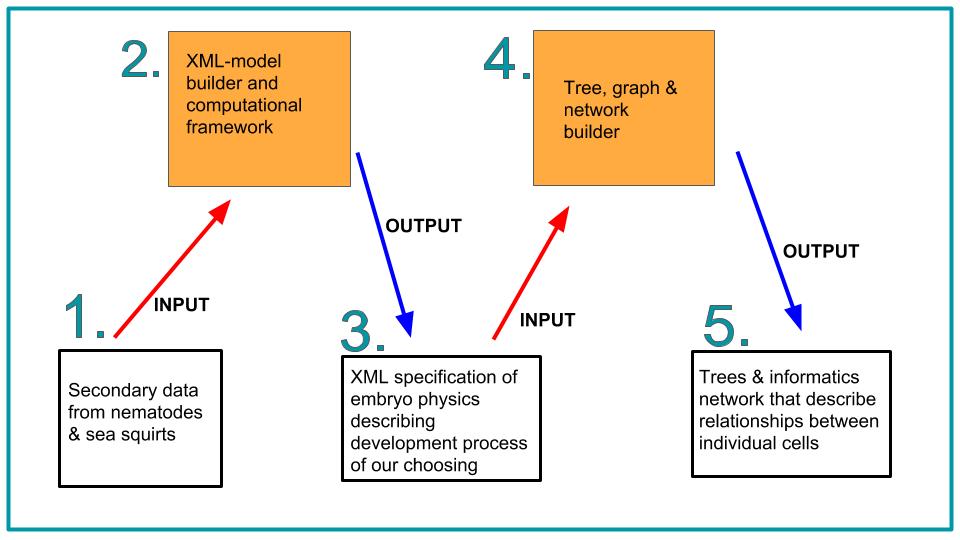 2.
XML-model
builder and
computational
framework
4.
Tree, graph &
network
builder
OUTPUT
OUTPUT
INPUT
INPUT
1.
Secondary data
from nematodes
& sea squirts
3.
XML specification of
embryo physics
describing
development process
of our choosing
5.
Trees & informatics
network that describe
relationships between
individual cells